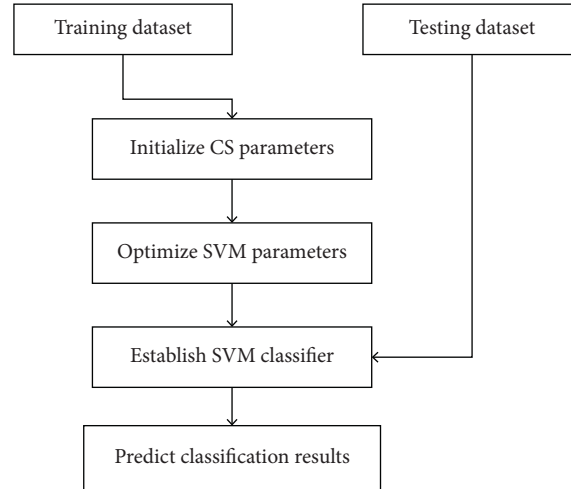 Training dataset
Testing dataset
Initialize CS parameters
Optimize SVM parameters
Establish SVM classifier
Predict classification results